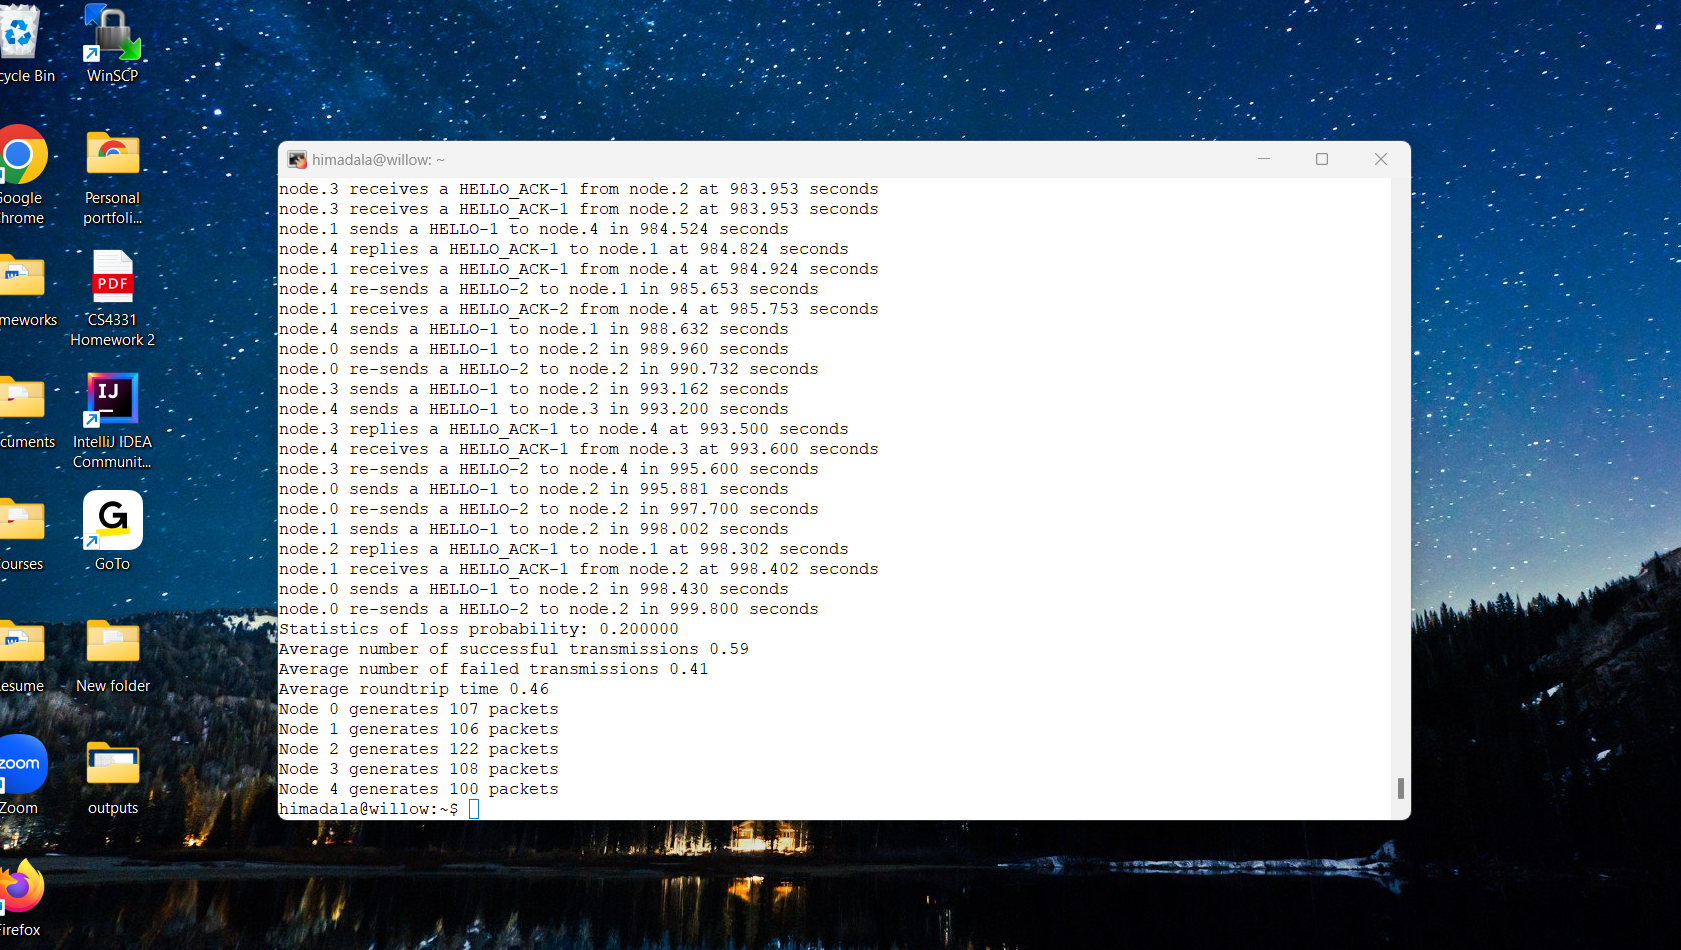 cycle Bin
WinSCP
Google
Chrome
Personal
portfoli...
meworks
PDF
CS4331
Homework 2
cuments
IJ
IntelliJ IDEA
Communit...
ourses
G
GoTo
esume
New folder
zoom
Zoom
outputs
Firefox
himadala@willow: ~
node.3 receives a HELLO_ACK-1 from node.2 at 983.953 seconds
node.3 receives a HELLO_ACK-1 from node.2 at 983.953 seconds
node.1 sends a HELLO-1 to node.4 in 984.524 seconds
node.4 replies a HELLO_ACK-1 to node.1 at 984.824 seconds
node.1 receives a HELLO_ACK-1 from node.4 at 984.924 seconds
node.4 re-sends a HELLO-2 to node.1 in 985.653 seconds
node.1 receives a HELLO_ACK-2 from node.4 at 985.753 seconds
node.4 sends a HELLO-1 to node.1 in 988.632 seconds
node.0 sends a HELLO-1 to node.2 in 989.960 seconds
node.0 re-sends a HELLO-2 to node.2 in 990.732 seconds
node.3 sends a HELLO-1 to node.2 in 993.162 seconds
node.4 sends a HELLO-1 to node.3 in 993.200 seconds
node.3 replies a HELLO_ACK-1 to node.4 at 993.500 seconds
node.4 receives a HELLO_ACK-1 from node.3 at 993.600 seconds
node.3 re-sends a HELLO-2 to node.4 in 995.600 seconds
node.0 sends a HELLO-1 to node.2 in 995.881 seconds
node.0 re-sends a HELLO-2 to node.2 in 997.700 seconds
node.1 sends a HELLO-1 to node.2 in 998.002 seconds
node.2 replies a HELLO_ACK-1 to node.1 at 998.302 seconds
node.1 receives a HELLO_ACK-1 from node.2 at 998.402 seconds
node.0 sends a HELLO-1 to node.2 in 998.430 seconds
node.0 re-sends a HELLO-2 to node.2 in 999.800 seconds
Statistics of loss probability: 0.200000
Average number of successful transmissions 0.59
Average number of failed transmissions 0.41
Average roundtrip time 0.46
Node 0 generates 107 packets
Node 1 generates 106 packets
Node 2 generates 122 packets
Node 3 generates 108 packets
Node 4 generates 100 packets
himadala@willow:~$